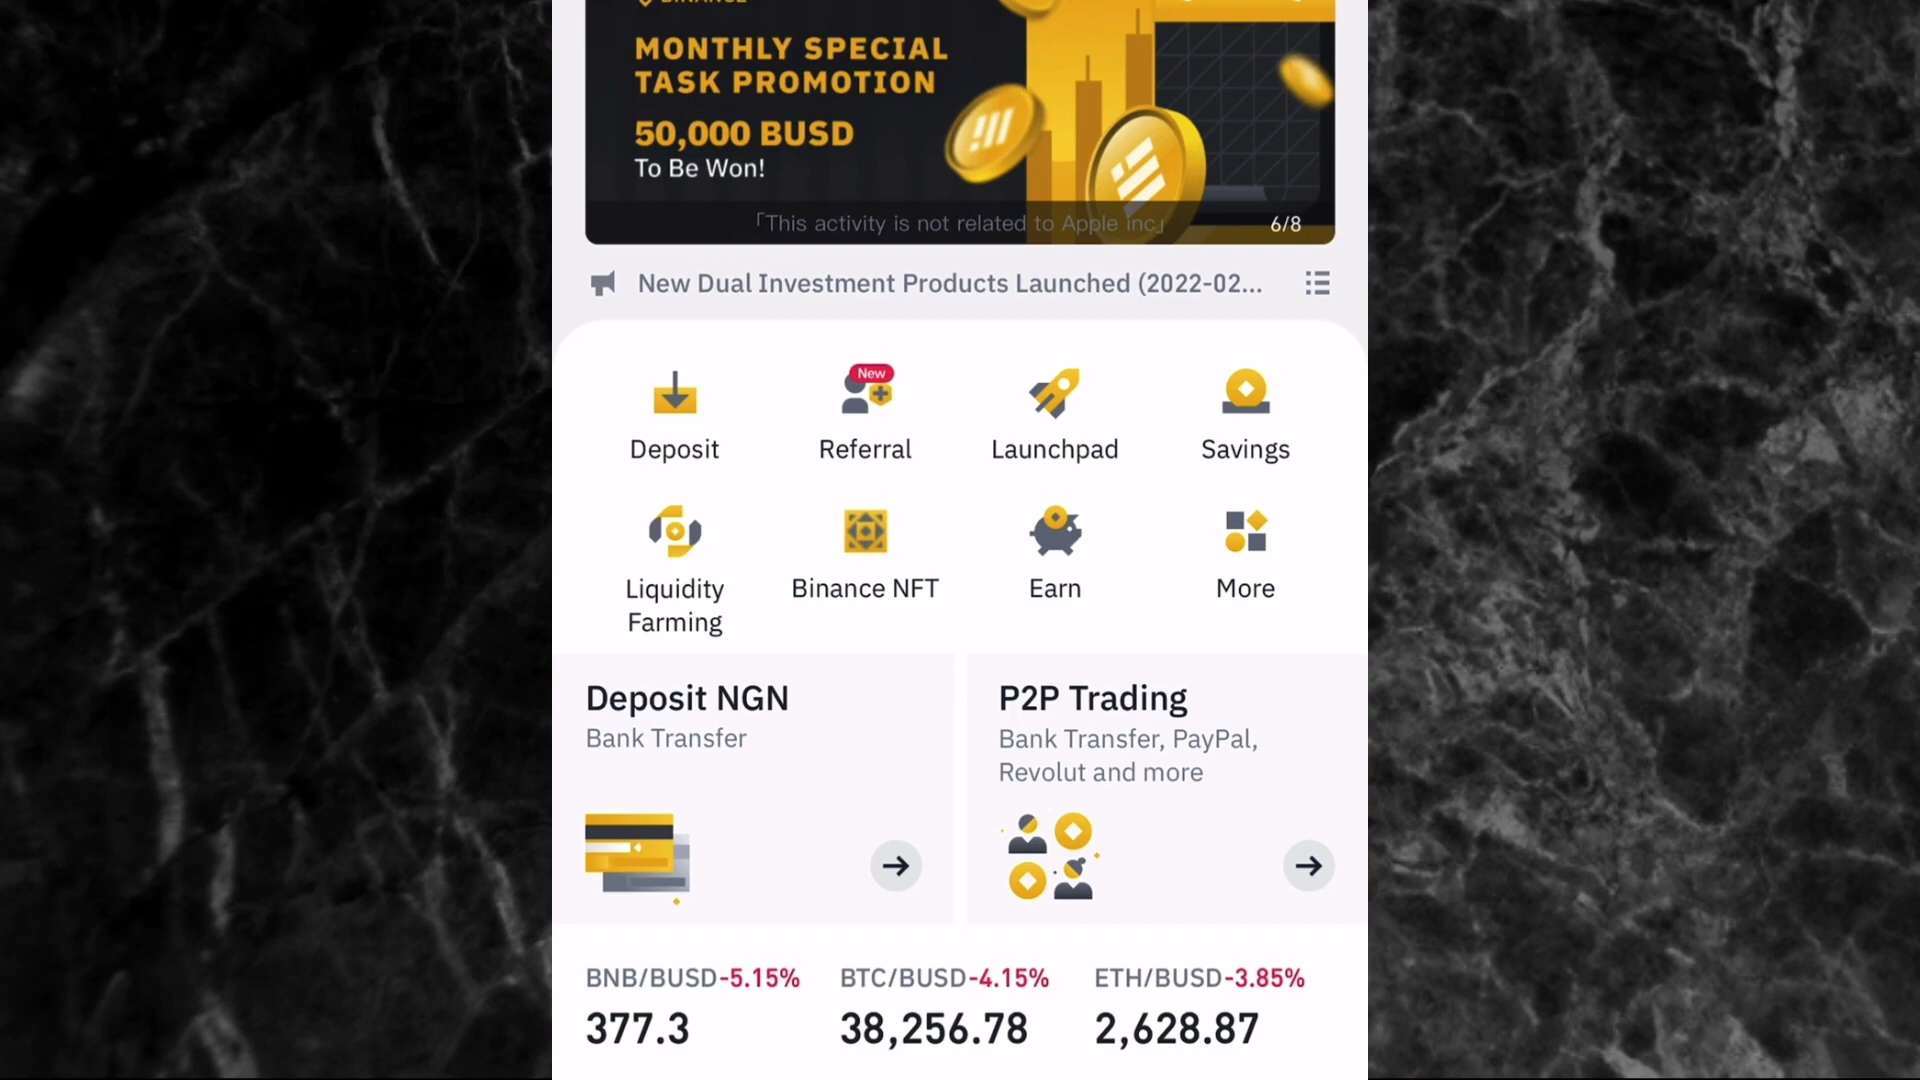 BINANCE
MONTHLY SPECIAL
TASK PROMOTION
50,000 BUSD
To Be Won!
「This activity is not related to Apple inc」
6/8
New Dual Investment Products Launched (2022-02...
New
Deposit
Referral
Launchpad
Savings
Liquidity
Farming
Binance NFT
Earn
More
Deposit NGN
Bank Transfer
P2P Trading
Bank Transfer, PayPal,
Revolut and more
BNB/BUSD-5.15%
377.3
BTC/BUSD-4.15%
38,256.78
ETH/BUSD-3.85%
2,628.87